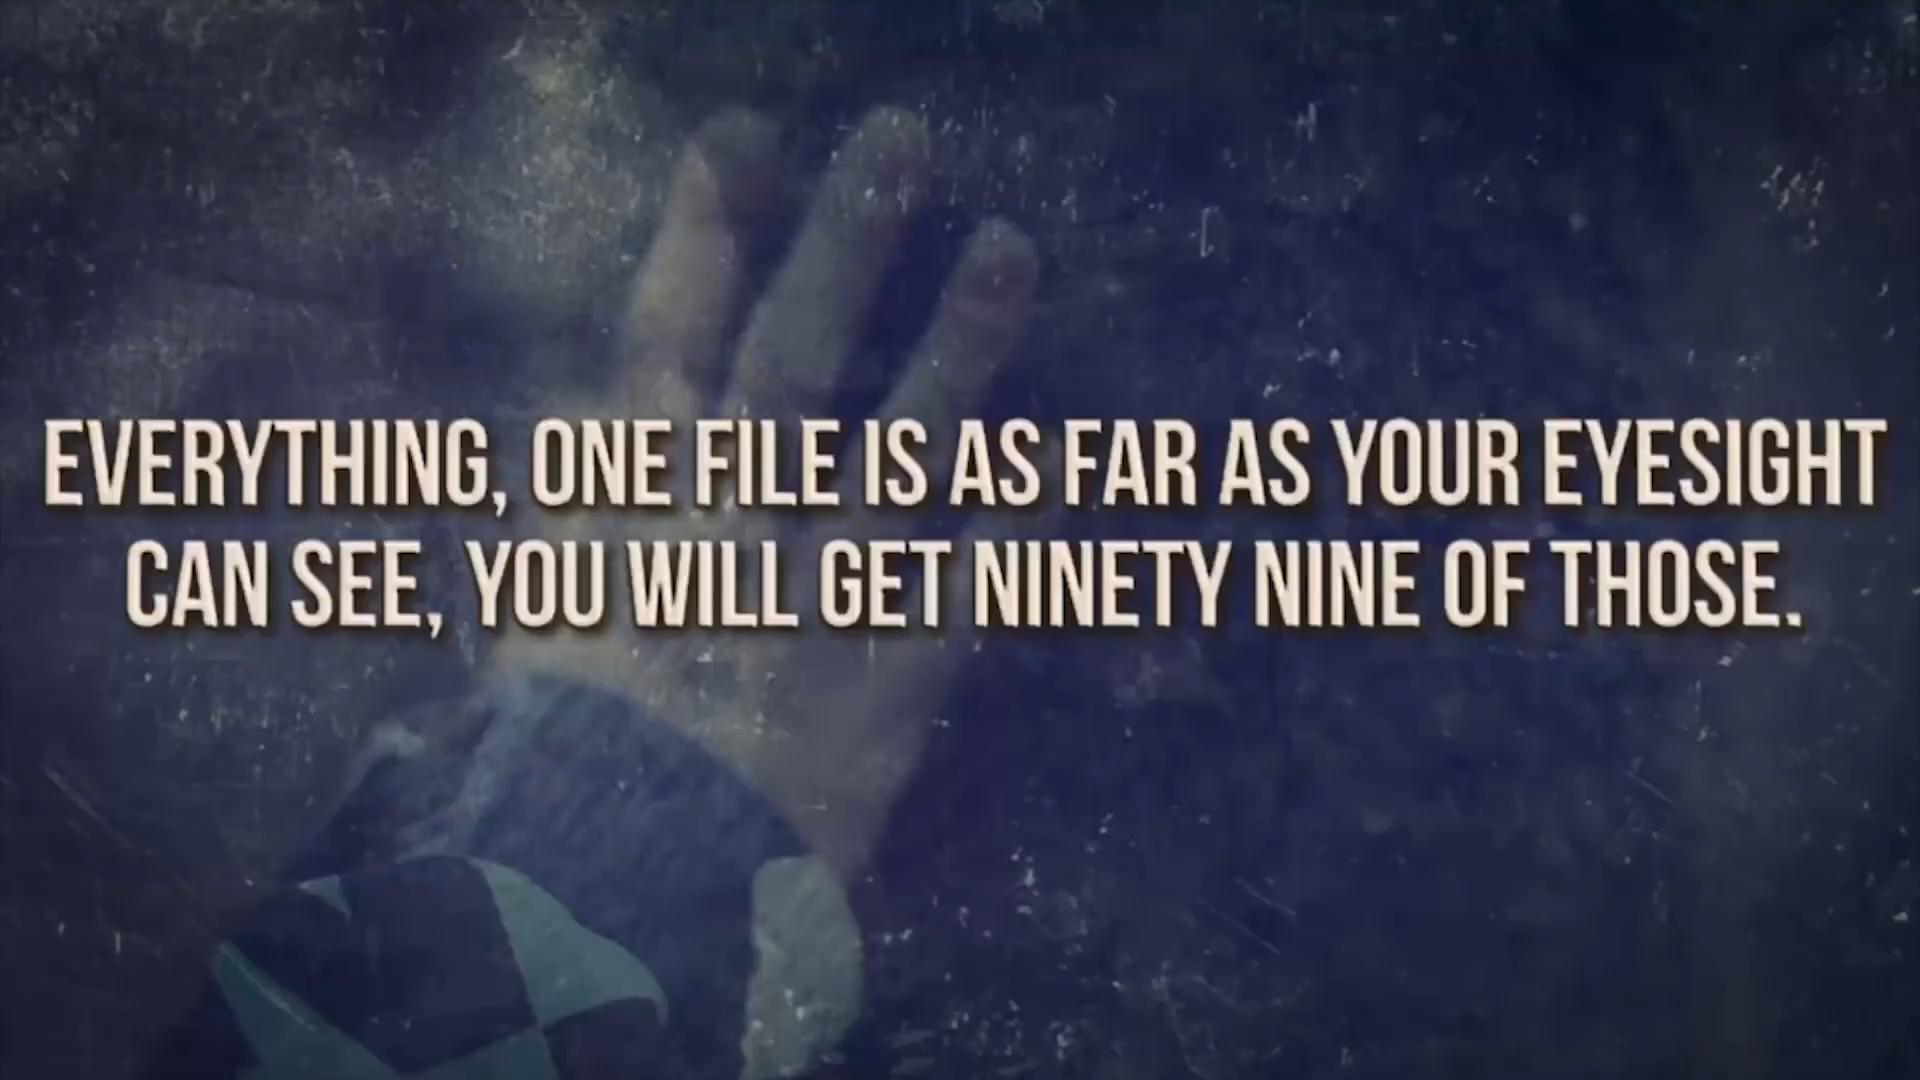 EVERYTHING, ONE FILE IS AS FAR AS YOUR EYESIGHT
CAN SEE, YOU WILL GET NINETY NINE OF THOSE.